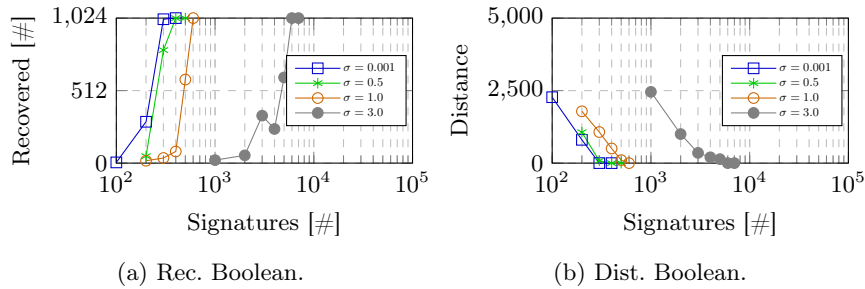 1,024
512
0
Recovered [#]
10^2
10^3
10^4
10^5
Signatures [#]
σ = 0.001
σ = 0.5
σ = 1.0
σ = 3.0
(a) Rec. Boolean.
5,000
2,500
0
Distance
10^2
10^3
10^4
10^5
Signatures [#]
σ = 0.001
σ = 0.5
σ = 1.0
σ = 3.0
(b) Dist. Boolean.